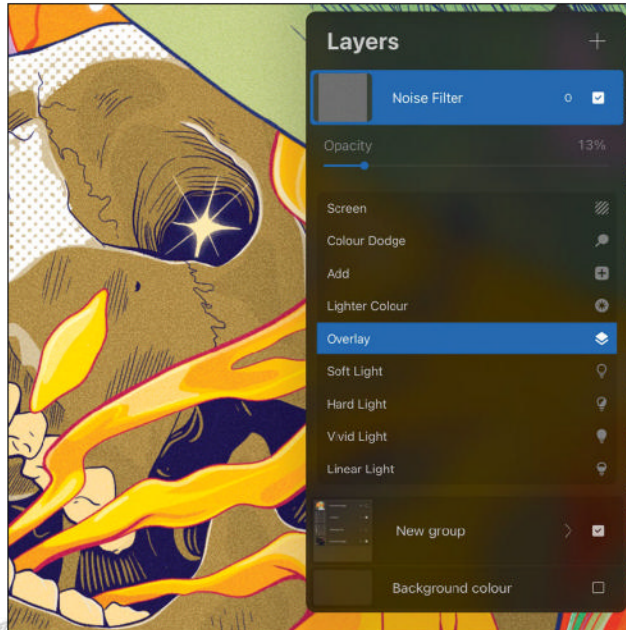 Layers
Noise Filter O
Opacity 13%
Screen
Colour Dodge
Add
Lighter Colour
Overlay
Soft Light
Hard Light
Vivid Light
Linear Light
New group
Background colour